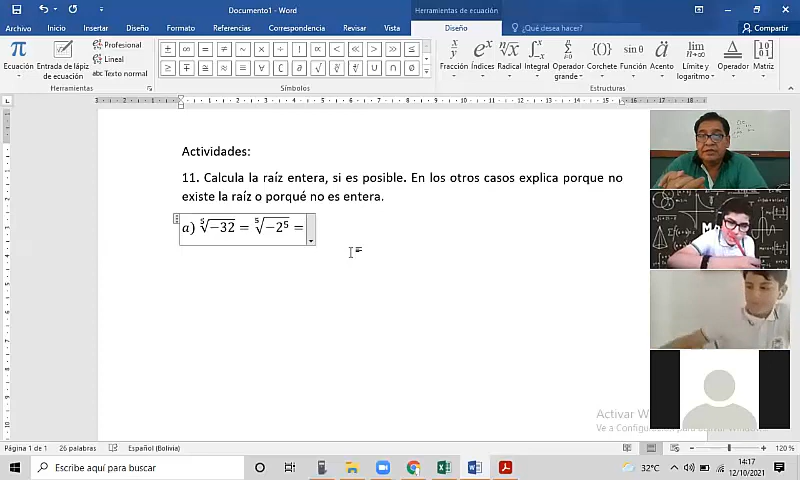 Documento1 - Word
Herramientas de ecuación
Archivo Inicio Insertar Diseño Formato Referencias Correspondencia Revisar Vista Diseño ¿Qué desea hacer? Compartir
Ecuación Entrada de lápiz de ecuación Profesional Lineal Texto normal
Fracción Índices Radical Integral Operador grande Corchete Función Acento Límite y logaritmo Operador Matriz
Herramientas Símbolos Estructuras
Actividades:
11. Calcula la raíz entera, si es posible. En los otros casos explica porque no
existe la raíz o porqué no es entera.
a) ⁵√−32 = ⁵√−2⁵ =
Activar W
Ve a Configu
Página 1 de 1 26 palabras Español (Bolivia) 120 %
Escribe aquí para buscar 32°C 14:17
12/10/2021